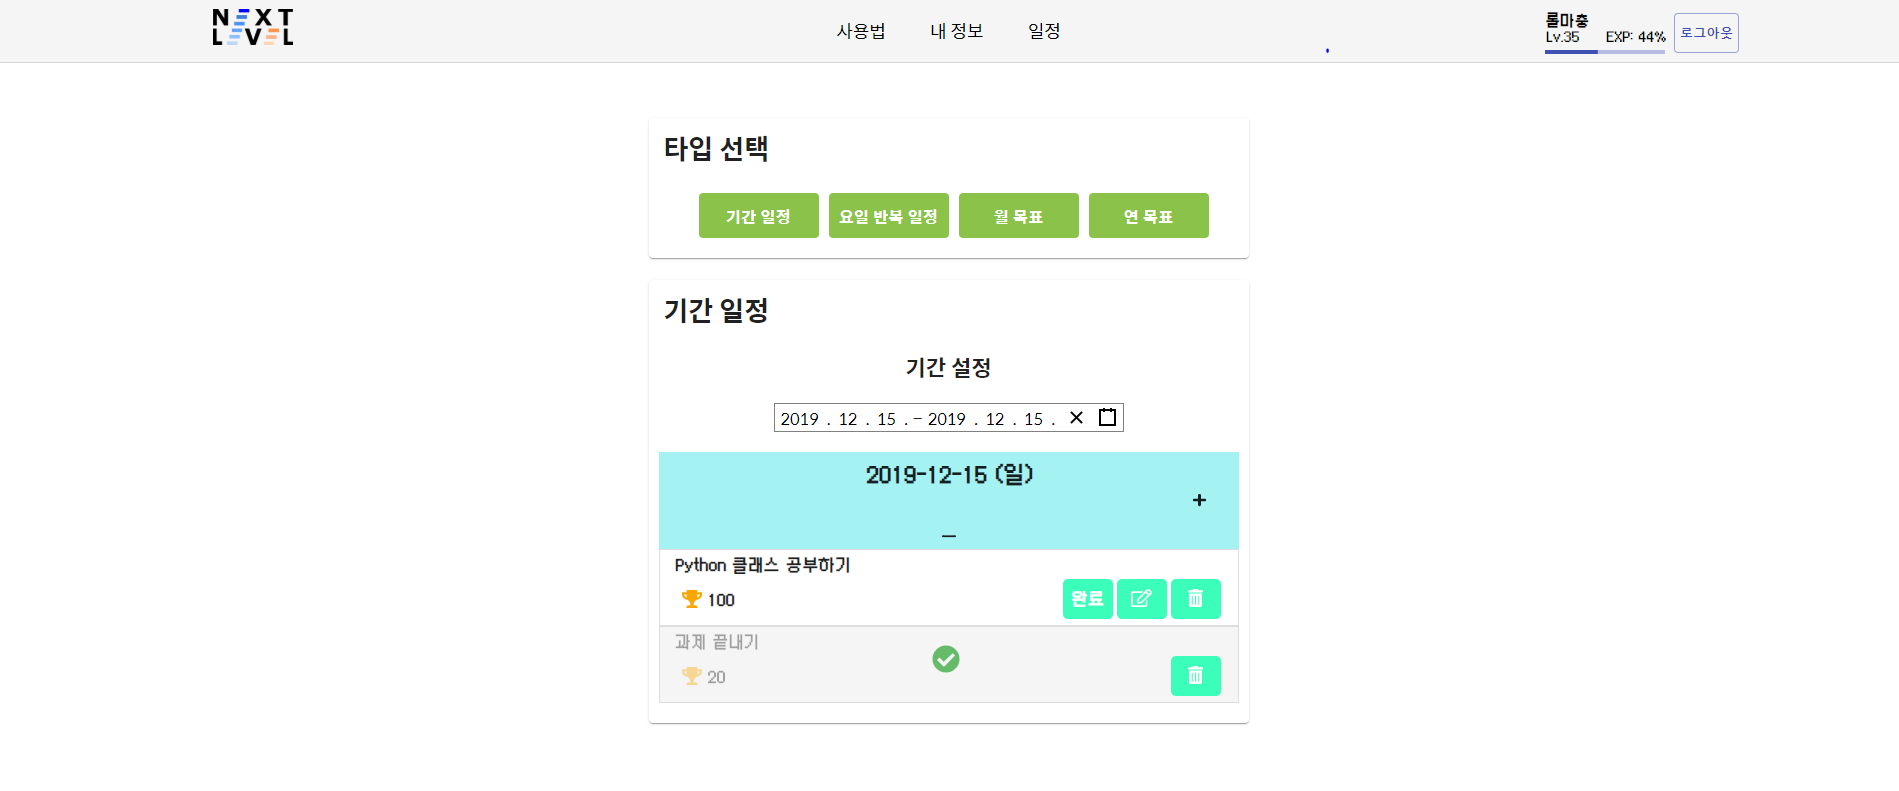 NEXT
LEVEL
사용법
내 정보
일정
롤마충
Lv.35 EXP: 44%
로그아웃
타입 선택
기간 일정
요일 반복 일정
월 목표
연 목표
기간 일정
기간 설정
2019 . 12 . 15 . – 2019 . 12 . 15 .
2019-12-15 (일)
Python 클래스 공부하기
100
완료
과제 끝내기
20